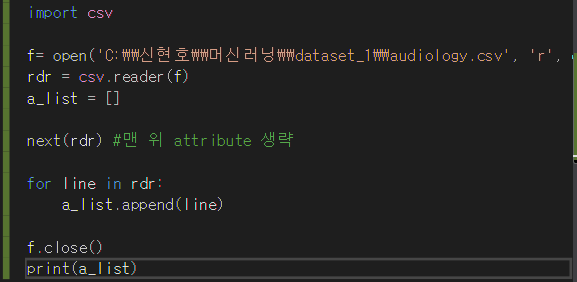 import csv
f= open('C:₩₩신현호₩₩머신러닝₩₩dataset_1₩₩audiology.csv', 'r',
rdr = csv.reader(f)
a_list = []
next(rdr) #맨 위 attribute 생략
for line in rdr:
a_list.append(line)
f.close()
print(a_list)